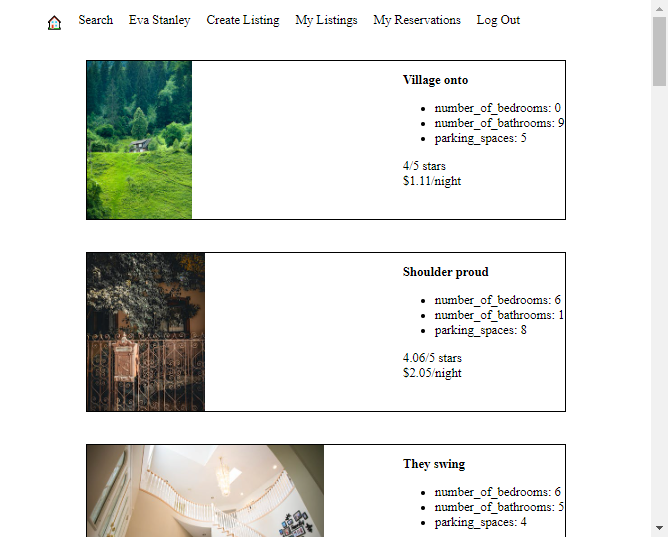 Search Eva Stanley Create Listing My Listings My Reservations Log Out
Village onto
number_of_bedrooms: 0
number_of_bathrooms: 9
parking_spaces: 5
4/5 stars
$1.11/night
Shoulder proud
number_of_bedrooms: 6
number_of_bathrooms: 1
parking_spaces: 8
4.06/5 stars
$2.05/night
They swing
number_of_bedrooms: 6
number_of_bathrooms: 5
parking_spaces: 4